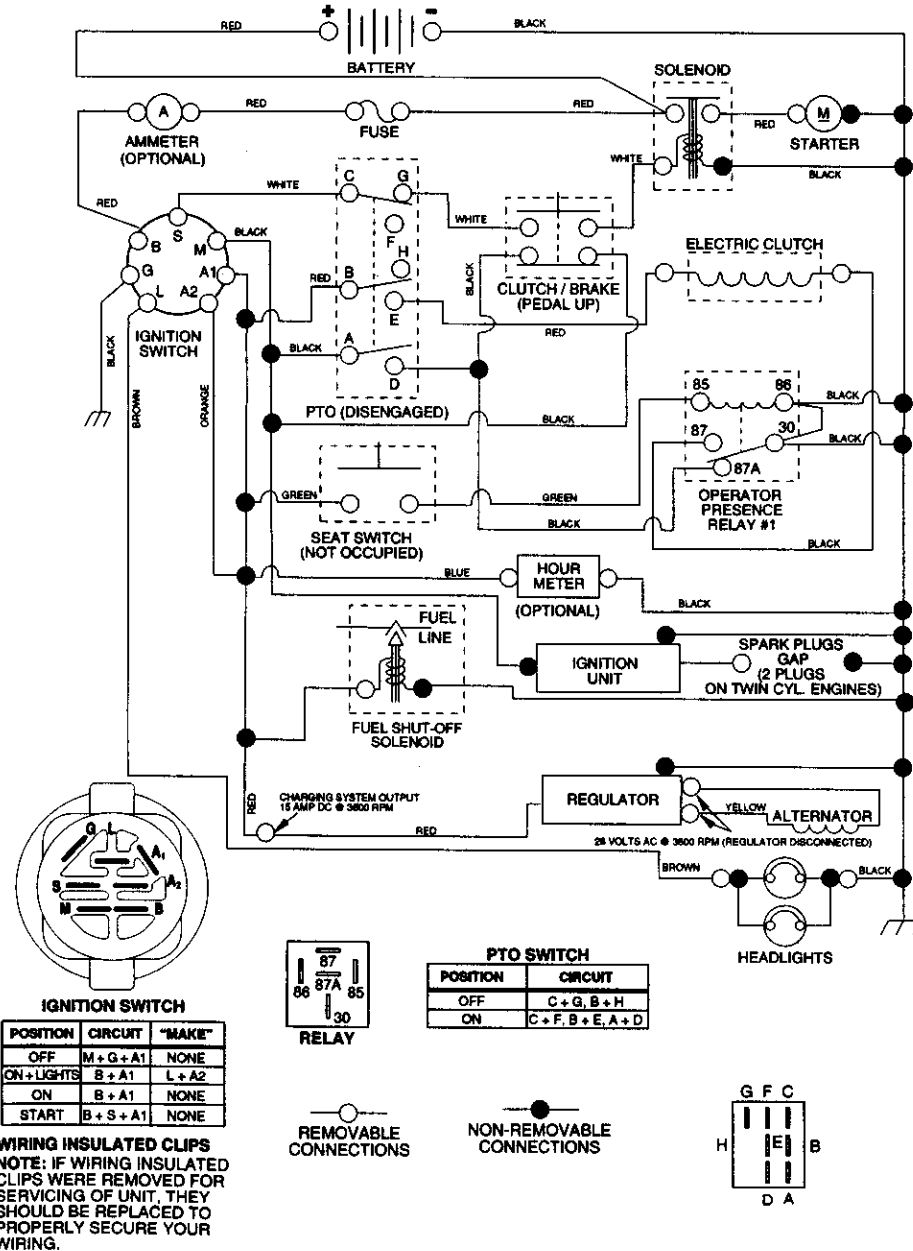 RED
+
-
BLACK
BATTERY
SOLENOID
A
RED
RED
RED
M
AMMETER
(OPTIONAL)
FUSE
STARTER
WHITE
BLACK
RED
WHITE
C
G
S
B
M
BLACK
F
WHITE
ELECTRIC CLUTCH
G
A1
H
L
A2
RED
B
E
BLACK
CLUTCH / BRAKE
(PEDAL UP)
RED
IGNITION
SWITCH
BLACK
A
D
BLACK
BROWN
ORANGE
PTO (DISENGAGED)
85
86
BLACK
BLACK
87
30
BLACK
87A
GREEN
GREEN
OPERATOR
PRESENCE
RELAY #1
BLACK
BLACK
SEAT SWITCH
(NOT OCCUPIED)
BLUE
HOUR
METER
(OPTIONAL)
BLACK
FUEL
LINE
IGNITION
UNIT
SPARK PLUGS
GAP
(2 PLUGS
ON TWIN CYL. ENGINES)
FUEL SHUT-OFF
SOLENOID
RED
CHARGING SYSTEM OUTPUT
15 AMP DC @ 3600 RPM
RED
REGULATOR
YELLOW
ALTERNATOR
28 VOLTS AC @ 3600 RPM (REGULATOR DISCONNECTED)
BROWN
BLACK
HEADLIGHTS
G
L
A1
A2
S
M
B
IGNITION SWITCH
POSITION CIRCUIT "MAKE"
OFF M + G + A1 NONE
ON + LIGHTS B + A1 L + A2
ON B + A1 NONE
START B + S + A1 NONE
87
86 87A 85
30
RELAY
PTO SWITCH
POSITION CIRCUIT
OFF C + G, B + H
ON C + F, B + E, A + D
REMOVABLE
CONNECTIONS
NON-REMOVABLE
CONNECTIONS
G F C
H E B
D A
WIRING INSULATED CLIPS
NOTE: IF WIRING INSULATED
CLIPS WERE REMOVED FOR
SERVICING OF UNIT, THEY
SHOULD BE REPLACED TO
PROPERLY SECURE YOUR
WIRING.